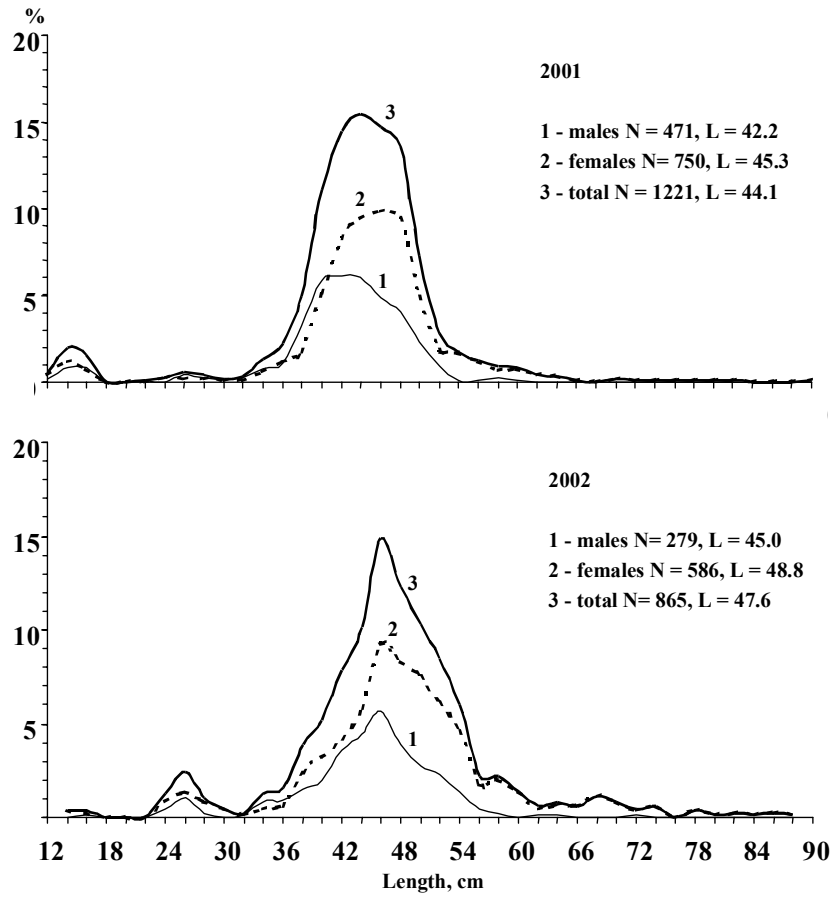 %
20
2001
15
3
1 - males N = 471, L = 42.2
2 - females N= 750, L = 45.3
3 - total N = 1221, L = 44.1
10
2
1
5
20
2002
15
1 - males N= 279, L = 45.0
2 - females N = 586, L = 48.8
3 - total N= 865, L = 47.6
3
10
2
1
5
12 18 24 30 36 42 48 54 60 66 72 78 84 90
Length, cm